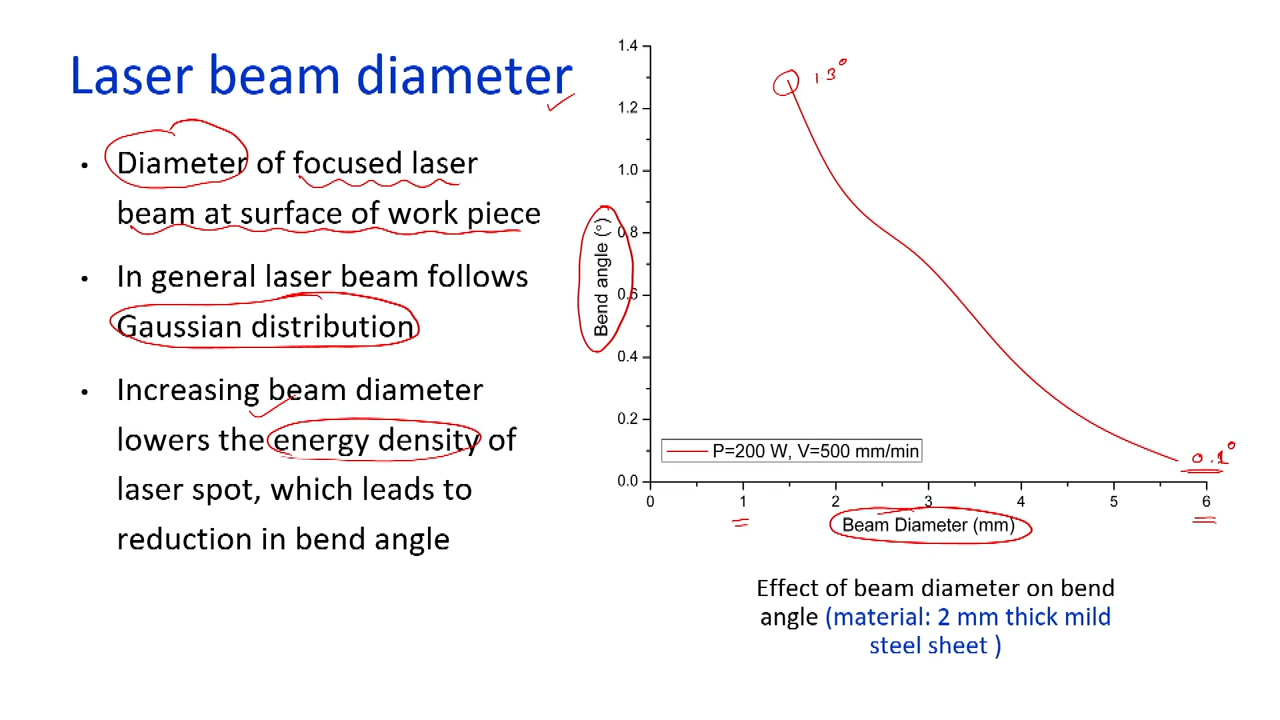 Laser beam diameter
• Diameter of focused laser
beam at surface of work piece
• In general laser beam follows
Gaussian distribution
• Increasing beam diameter
lowers the energy density of
laser spot, which leads to
reduction in bend angle
1.4
1.2
1.0
0.8
0.6
0.4
0.2
0.0
Bend angle (°)
1.3°
0.1°
P=200 W, V=500 mm/min
0 1 2 3 4 5 6
Beam Diameter (mm)
Effect of beam diameter on bend
angle (material: 2 mm thick mild
steel sheet )